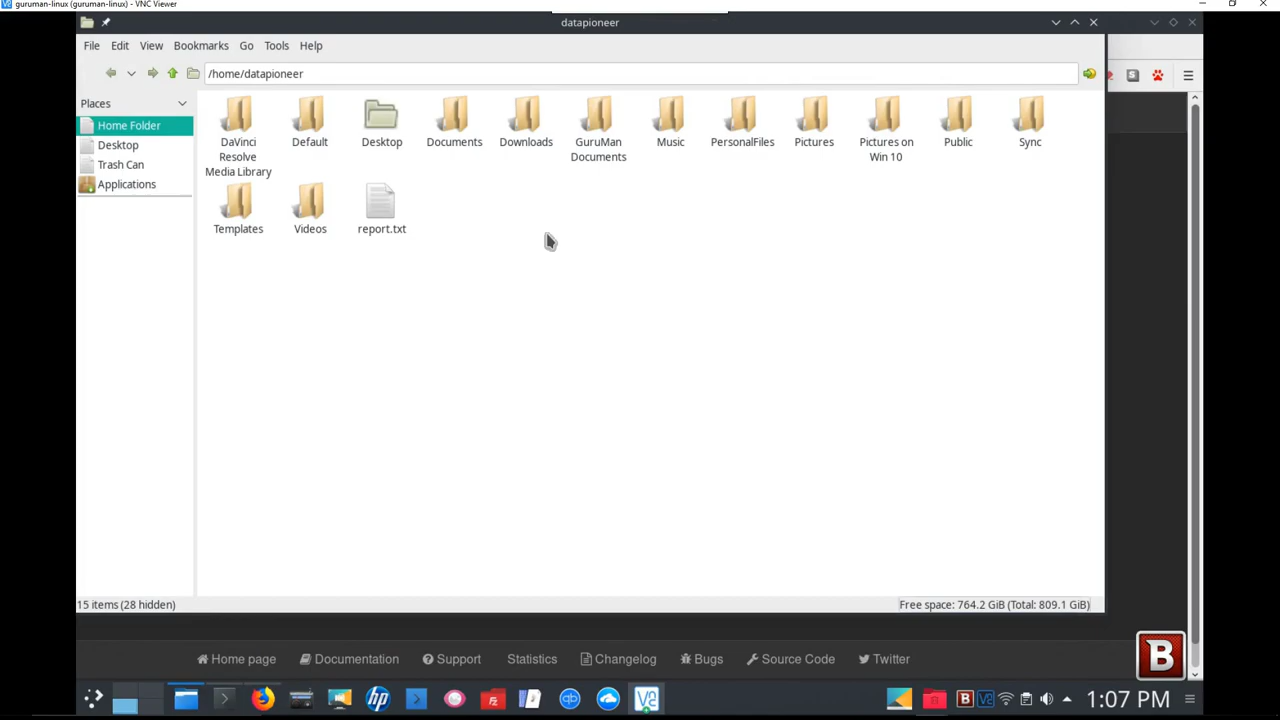 guruman-linux (guruman-linux) - VNC Viewer
datapioneer
File Edit View Bookmarks Go Tools Help
/home/datapioneer
S
Places
Home Folder
Desktop
Trash Can
Applications
DaVinci Resolve Media Library
Default
Desktop
Documents
Downloads
GuruMan Documents
Music
PersonalFiles
Pictures
Pictures on Win 10
Public
Sync
Templates
Videos
report.txt
15 items (28 hidden)
Free space: 764.2 GiB (Total: 809.1 GiB)
Home page Documentation Support Statistics Changelog Bugs Source Code Twitter
B
1:07 PM